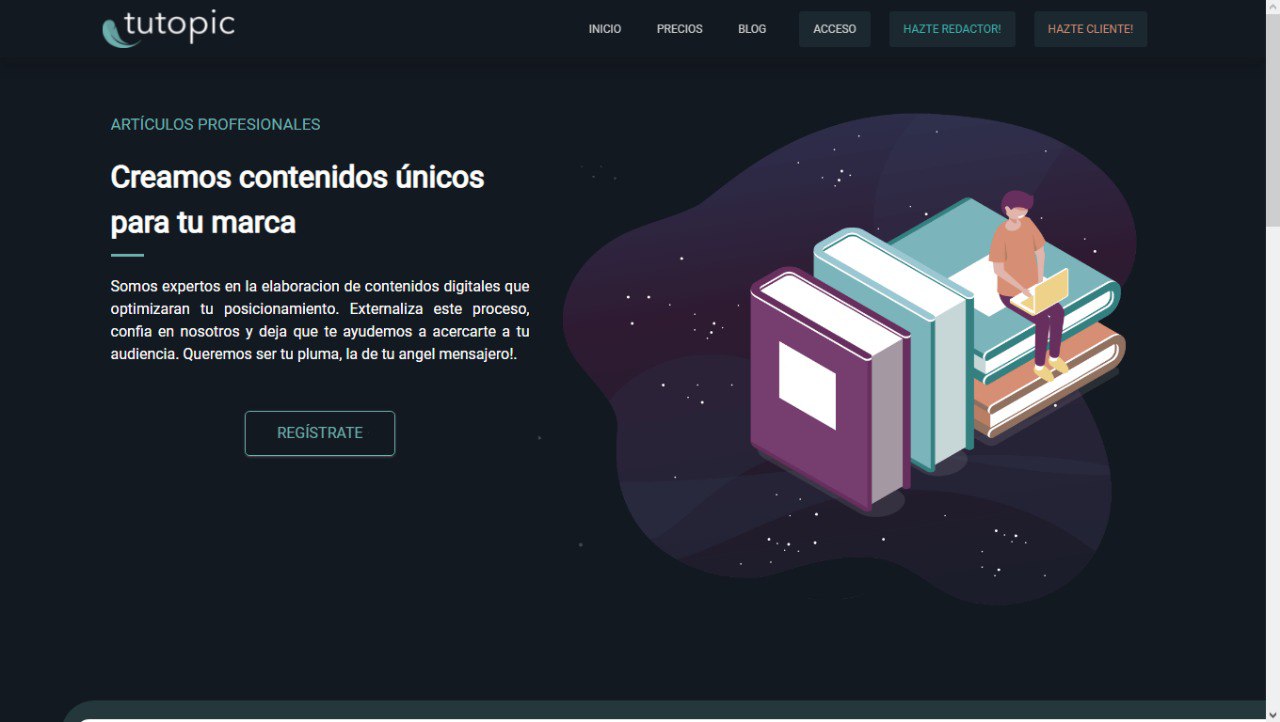 tutopic
INICIO
PRECIOS
BLOG
ACCESO
HAZTE REDACTOR!
HAZTE CLIENTE!
ARTÍCULOS PROFESIONALES
Creamos contenidos únicos
para tu marca
Somos expertos en la elaboracion de contenidos digitales que
optimizaran tu posicionamiento. Externaliza este proceso,
confia en nosotros y deja que te ayudemos a acercarte a tu
audiencia. Queremos ser tu pluma, la de tu angel mensajero!.
REGÍSTRATE